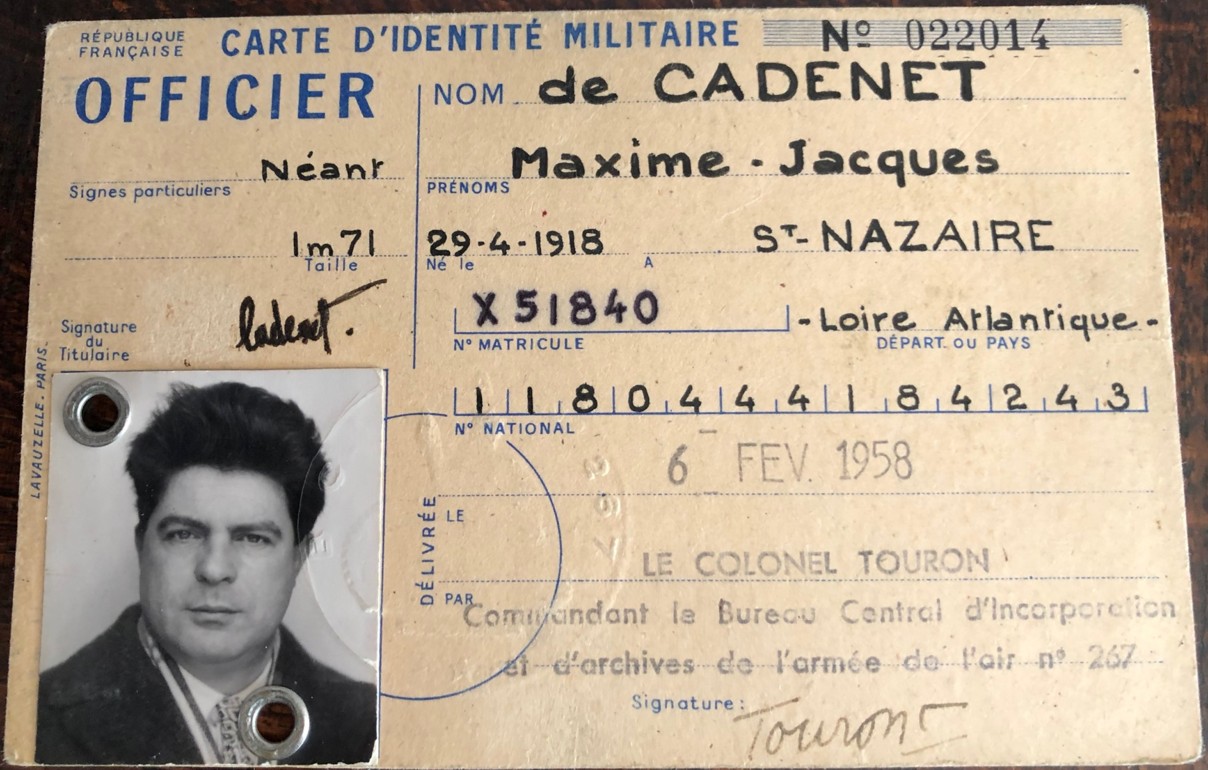 RÉPUBLIQUE FRANÇAISE CARTE D'IDENTITÉ MILITAIRE Nº 022014
OFFICIER
NOM de CADENET
Néant
Signes particuliers
Maxime - Jacques
PRÉNOMS
1m71
Taille
29-4-1918 ST-NAZAIRE
Né le A
X 51840 - Loire Atlantique -
Nº MATRICULE DÉPART. OU PAYS
Signature du Titulaire
Cadenet.
1 1 8 0 4 4 4 1 8 4 2 4 3
Nº NATIONAL
6 FEV. 1958
DÉLIVRÉE LE
LE COLONEL TOURON
PAR
Commandant le Bureau Central d'Incorporation
et d'archives de l'armée de l'air nº 267
Signature :
Touron
LAVAUZELLE. PARIS.